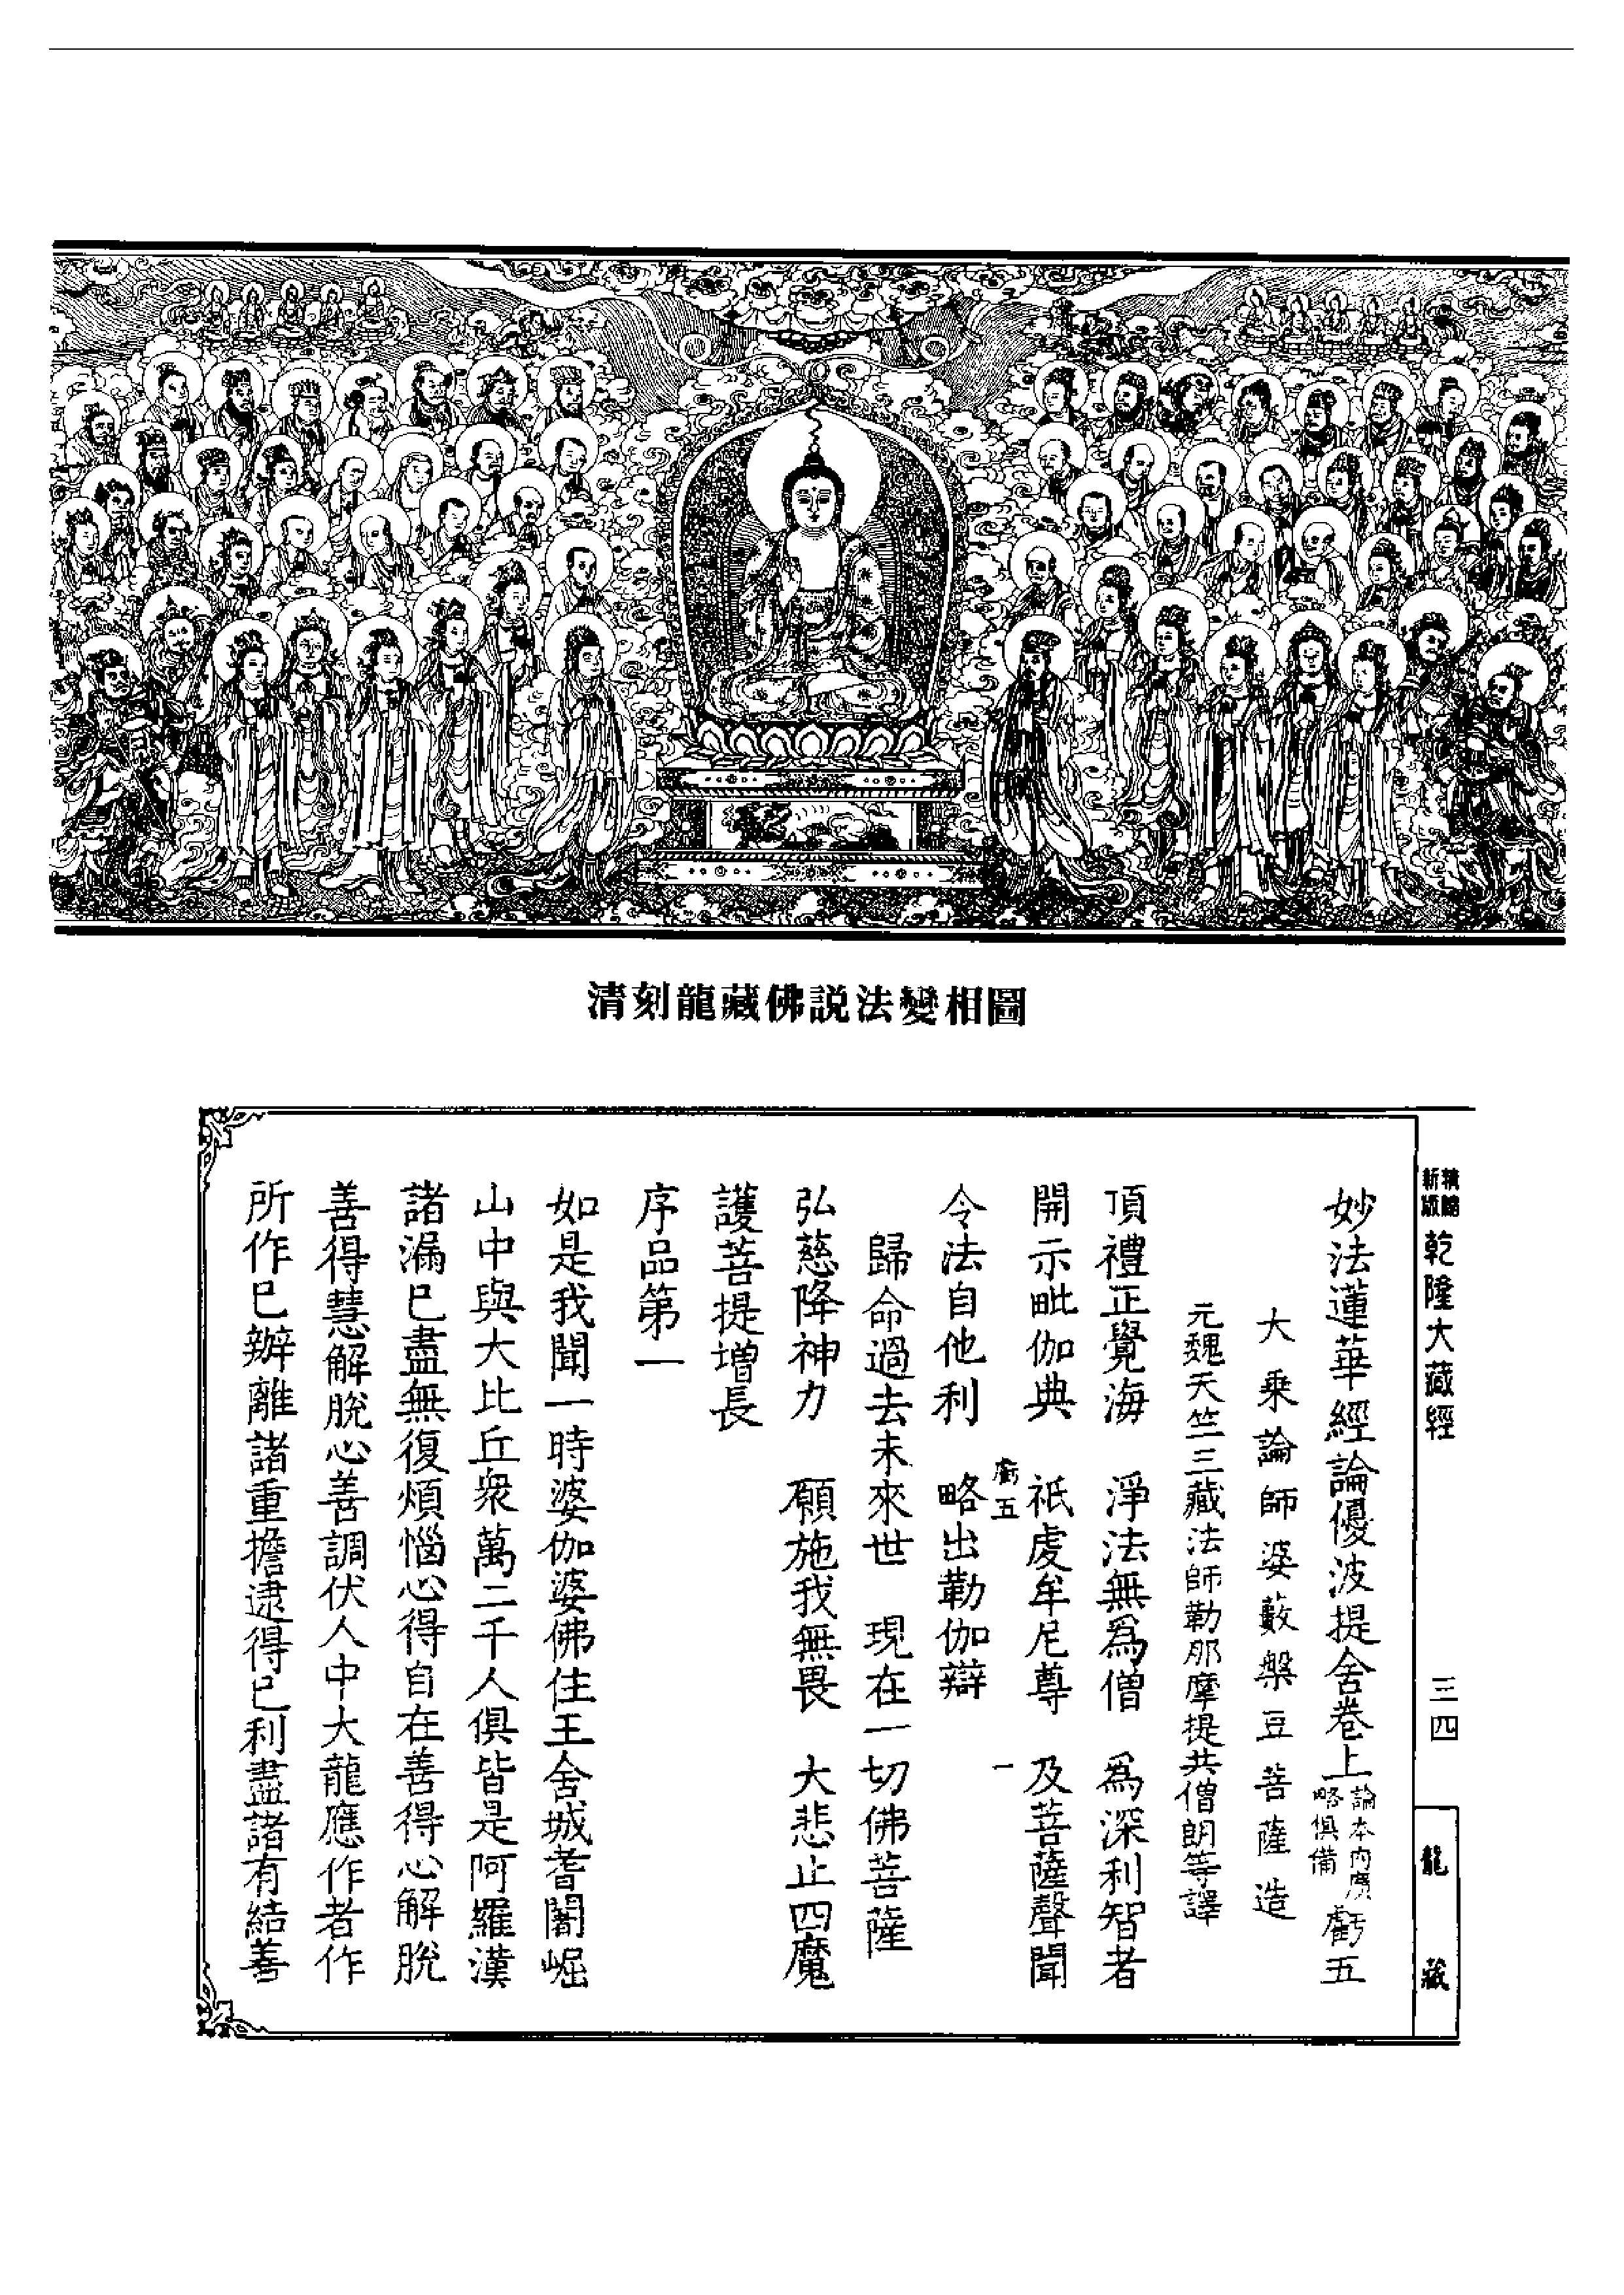 清刻龍藏佛説法變相圖
新版
乾隆大藏經
三四
龍藏
妙法蓮華經論優波提舍卷上
論本内廣
略俱備
虧五
大乘論師婆藪槃豆菩薩造
元魏天竺三藏法師勒那摩提共僧朗等譯
頂禮正覺海 淨法無爲僧 爲深利智者
開示毗伽典 祇虔牟尼尊 及菩薩聲聞
虧五 一
令法自他利 略出勒伽辯
歸命過去未來世 現在一切佛菩薩
弘慈降神力 願施我無畏 大悲止四魔
護菩提增長
序品第一
如是我聞一時婆伽婆佛住王舍城耆闍崛
山中與大比丘衆萬二千人俱皆是阿羅漢
諸漏已盡無復煩惱心得自在善得心解脫
善得慧解脫心善調伏人中大龍應作者作
所作已辦離諸重擔逮得已利盡諸有結善